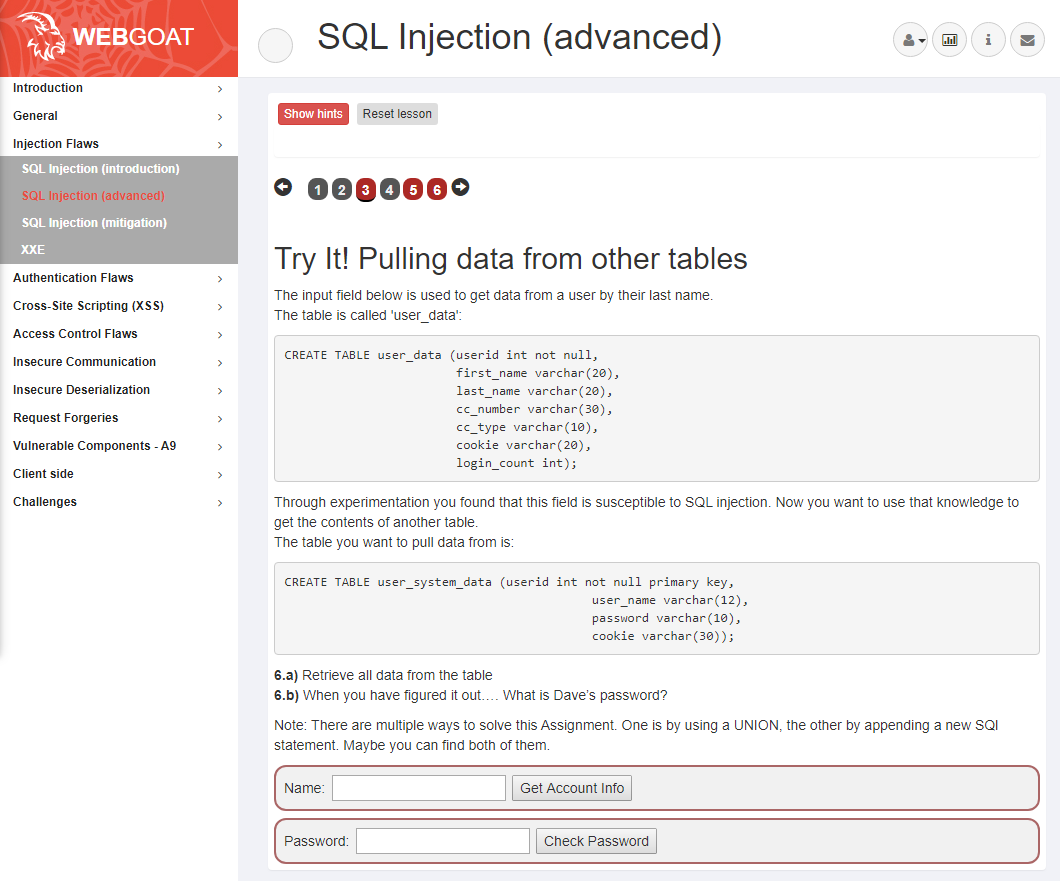 WEBGOAT
SQL Injection (advanced)
Introduction
General
Injection Flaws
SQL Injection (introduction)
SQL Injection (advanced)
SQL Injection (mitigation)
XXE
Authentication Flaws
Cross-Site Scripting (XSS)
Access Control Flaws
Insecure Communication
Insecure Deserialization
Request Forgeries
Vulnerable Components - A9
Client side
Challenges
Show hints Reset lesson
1 2 3 4 5 6
Try It! Pulling data from other tables
The input field below is used to get data from a user by their last name.
The table is called 'user_data':
CREATE TABLE user_data (userid int not null,
first_name varchar(20),
last_name varchar(20),
cc_number varchar(30),
cc_type varchar(10),
cookie varchar(20),
login_count int);
Through experimentation you found that this field is susceptible to SQL injection. Now you want to use that knowledge to
get the contents of another table.
The table you want to pull data from is:
CREATE TABLE user_system_data (userid int not null primary key,
user_name varchar(12),
password varchar(10),
cookie varchar(30));
6.a) Retrieve all data from the table
6.b) When you have figured it out…. What is Dave's password?
Note: There are multiple ways to solve this Assignment. One is by using a UNION, the other by appending a new SQl
statement. Maybe you can find both of them.
Name: Get Account Info
Password: Check Password